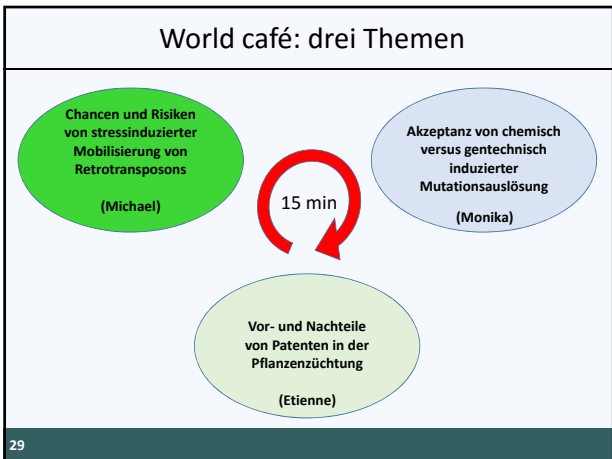 World café: drei Themen
Chancen und Risiken
von stressinduzierter
Mobilisierung von
Retrotransposons
(Michael)
Akzeptanz von chemisch
versus gentechnisch
induzierter
Mutationsauslösung
(Monika)
15 min
Vor- und Nachteile
von Patenten in der
Pflanzenzüchtung
(Etienne)
29